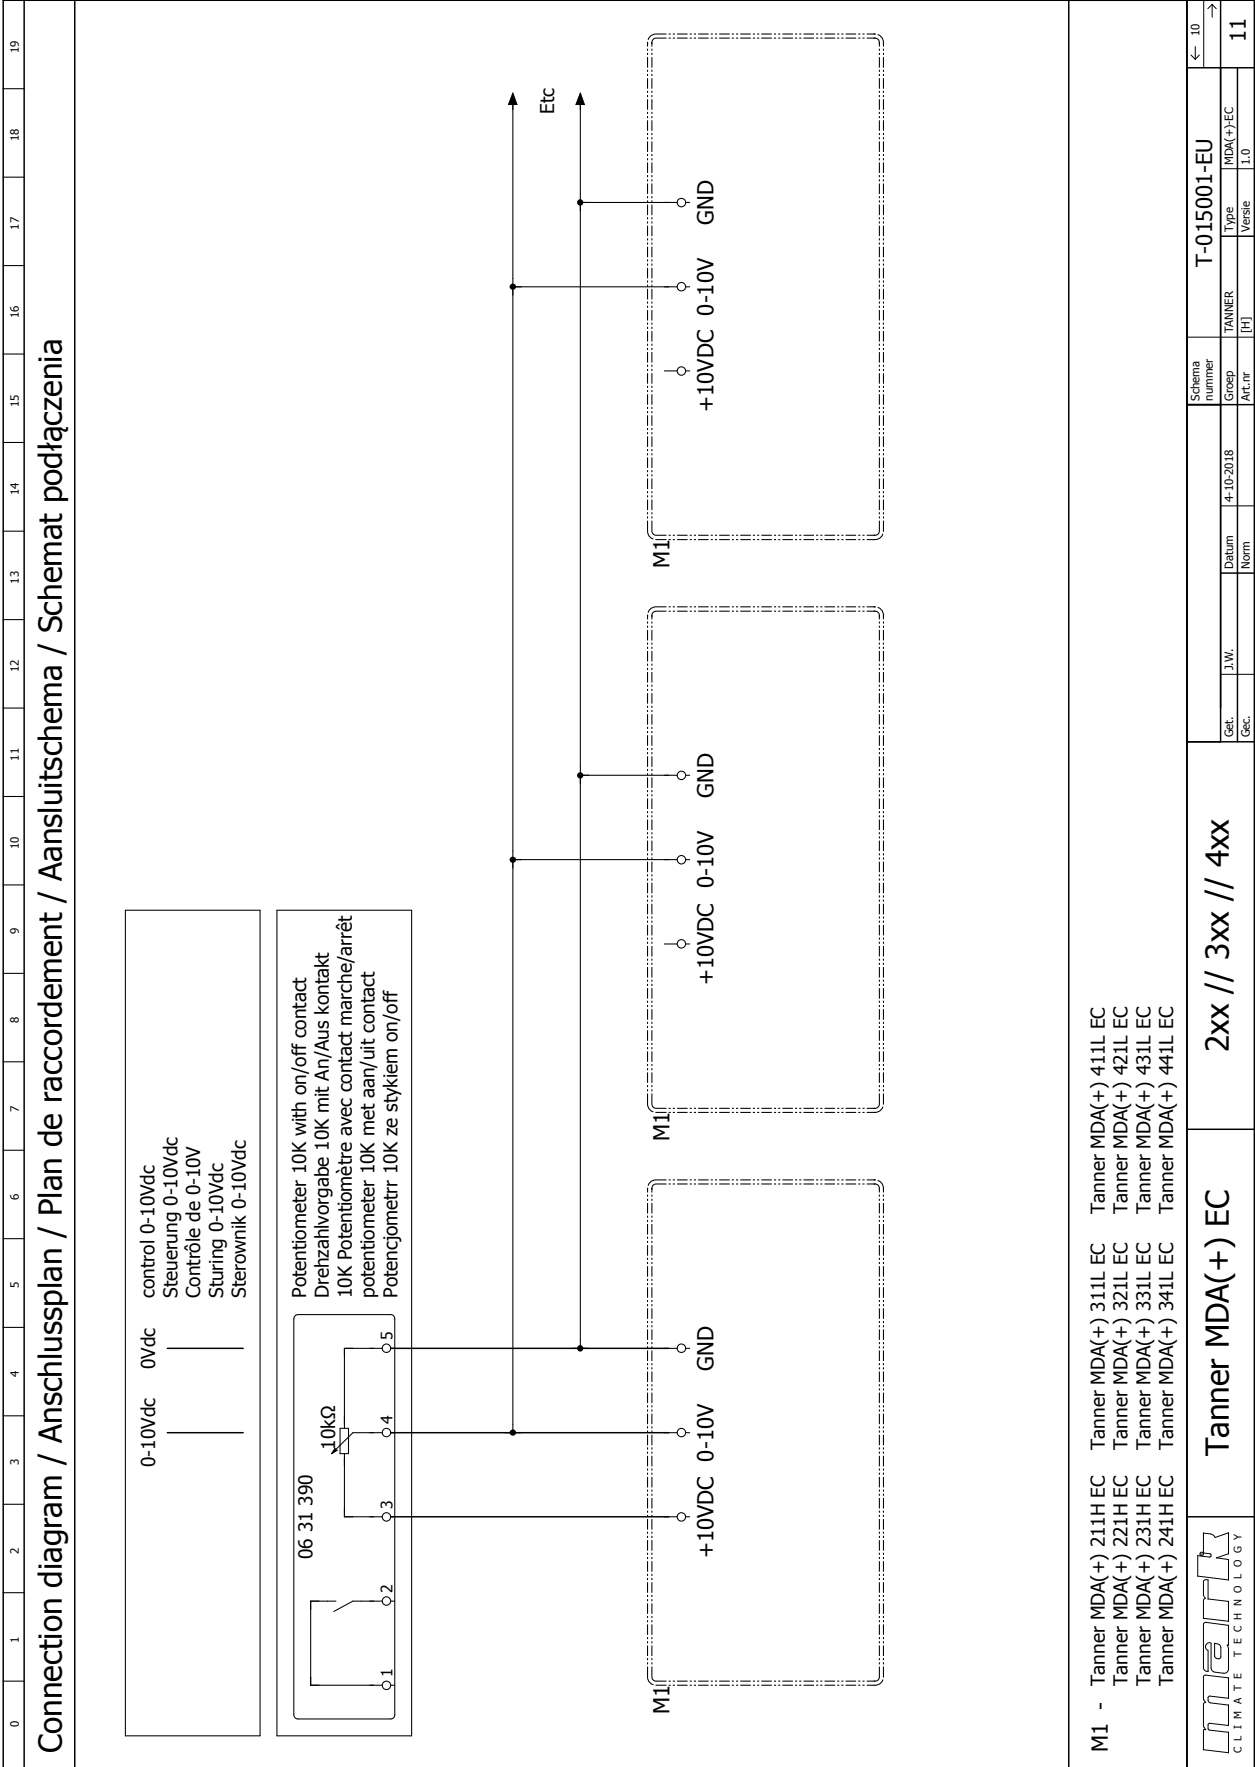 0 1 2 3 4 5 6 7 8 9 10 11 12 13 14 15 16 17 18 19
Connection diagram / Anschlussplan / Plan de raccordement / Aansluitschema / Schemat podłączenia
0-10Vdc 0Vdc
control 0-10Vdc
Steuerung 0-10Vdc
Contrôle de 0-10V
Sturing 0-10Vdc
Sterownik 0-10Vdc
06 31 390
10kΩ
1 2 3 4 5
Potentiometer 10K with on/off contact
Drehzahlvorgabe 10K mit An/Aus kontakt
10K Potentiomètre avec contact marche/arrêt
potentiometer 10K met aan/uit contact
Potencjometrr 10K ze stykiem on/off
Etc
M1
+10VDC 0-10V GND
M1
+10VDC 0-10V GND
M1
+10VDC 0-10V GND
M1 - Tanner MDA(+) 211H EC Tanner MDA(+) 311L EC Tanner MDA(+) 411L EC
Tanner MDA(+) 221H EC Tanner MDA(+) 321L EC Tanner MDA(+) 421L EC
Tanner MDA(+) 231H EC Tanner MDA(+) 331L EC Tanner MDA(+) 431L EC
Tanner MDA(+) 241H EC Tanner MDA(+) 341L EC Tanner MDA(+) 441L EC
mark
CLIMATE TECHNOLOGY
Tanner MDA(+) EC
2xx // 3xx // 4xx
Schema
nummer
T-015001-EU
← 10
→
Get. J.W. Datum 4-10-2018 Groep TANNER Type MDA(+)-EC
Gec. Norm Art.nr [H] Versie 1.0
11